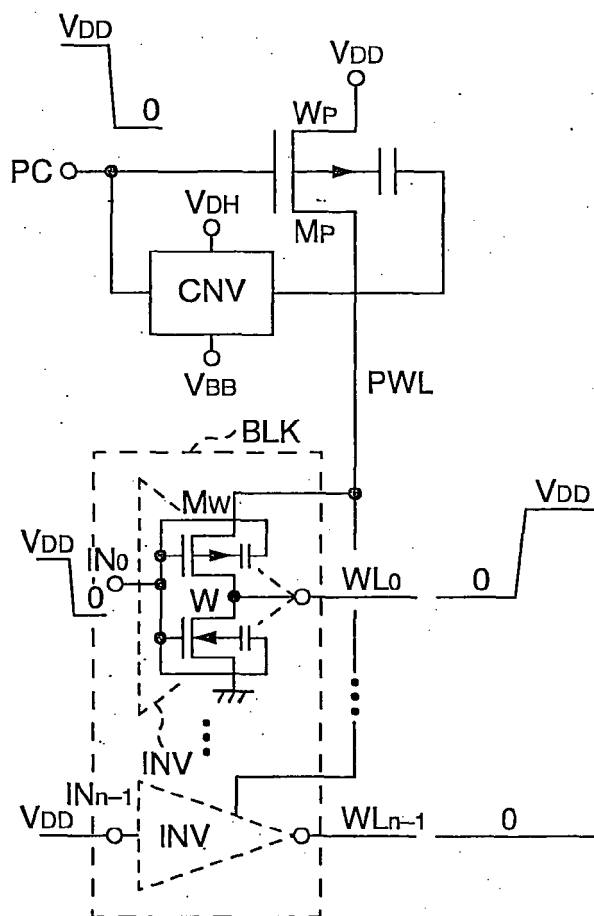 VDD
0
VDD
WP
PC
MP
VDH
CNV
VBB
PWL
BLK
MW
VDD
VDD
IN0
0
W
WL0
0
INV
INn-1
VDD
INV
WLn-1
0